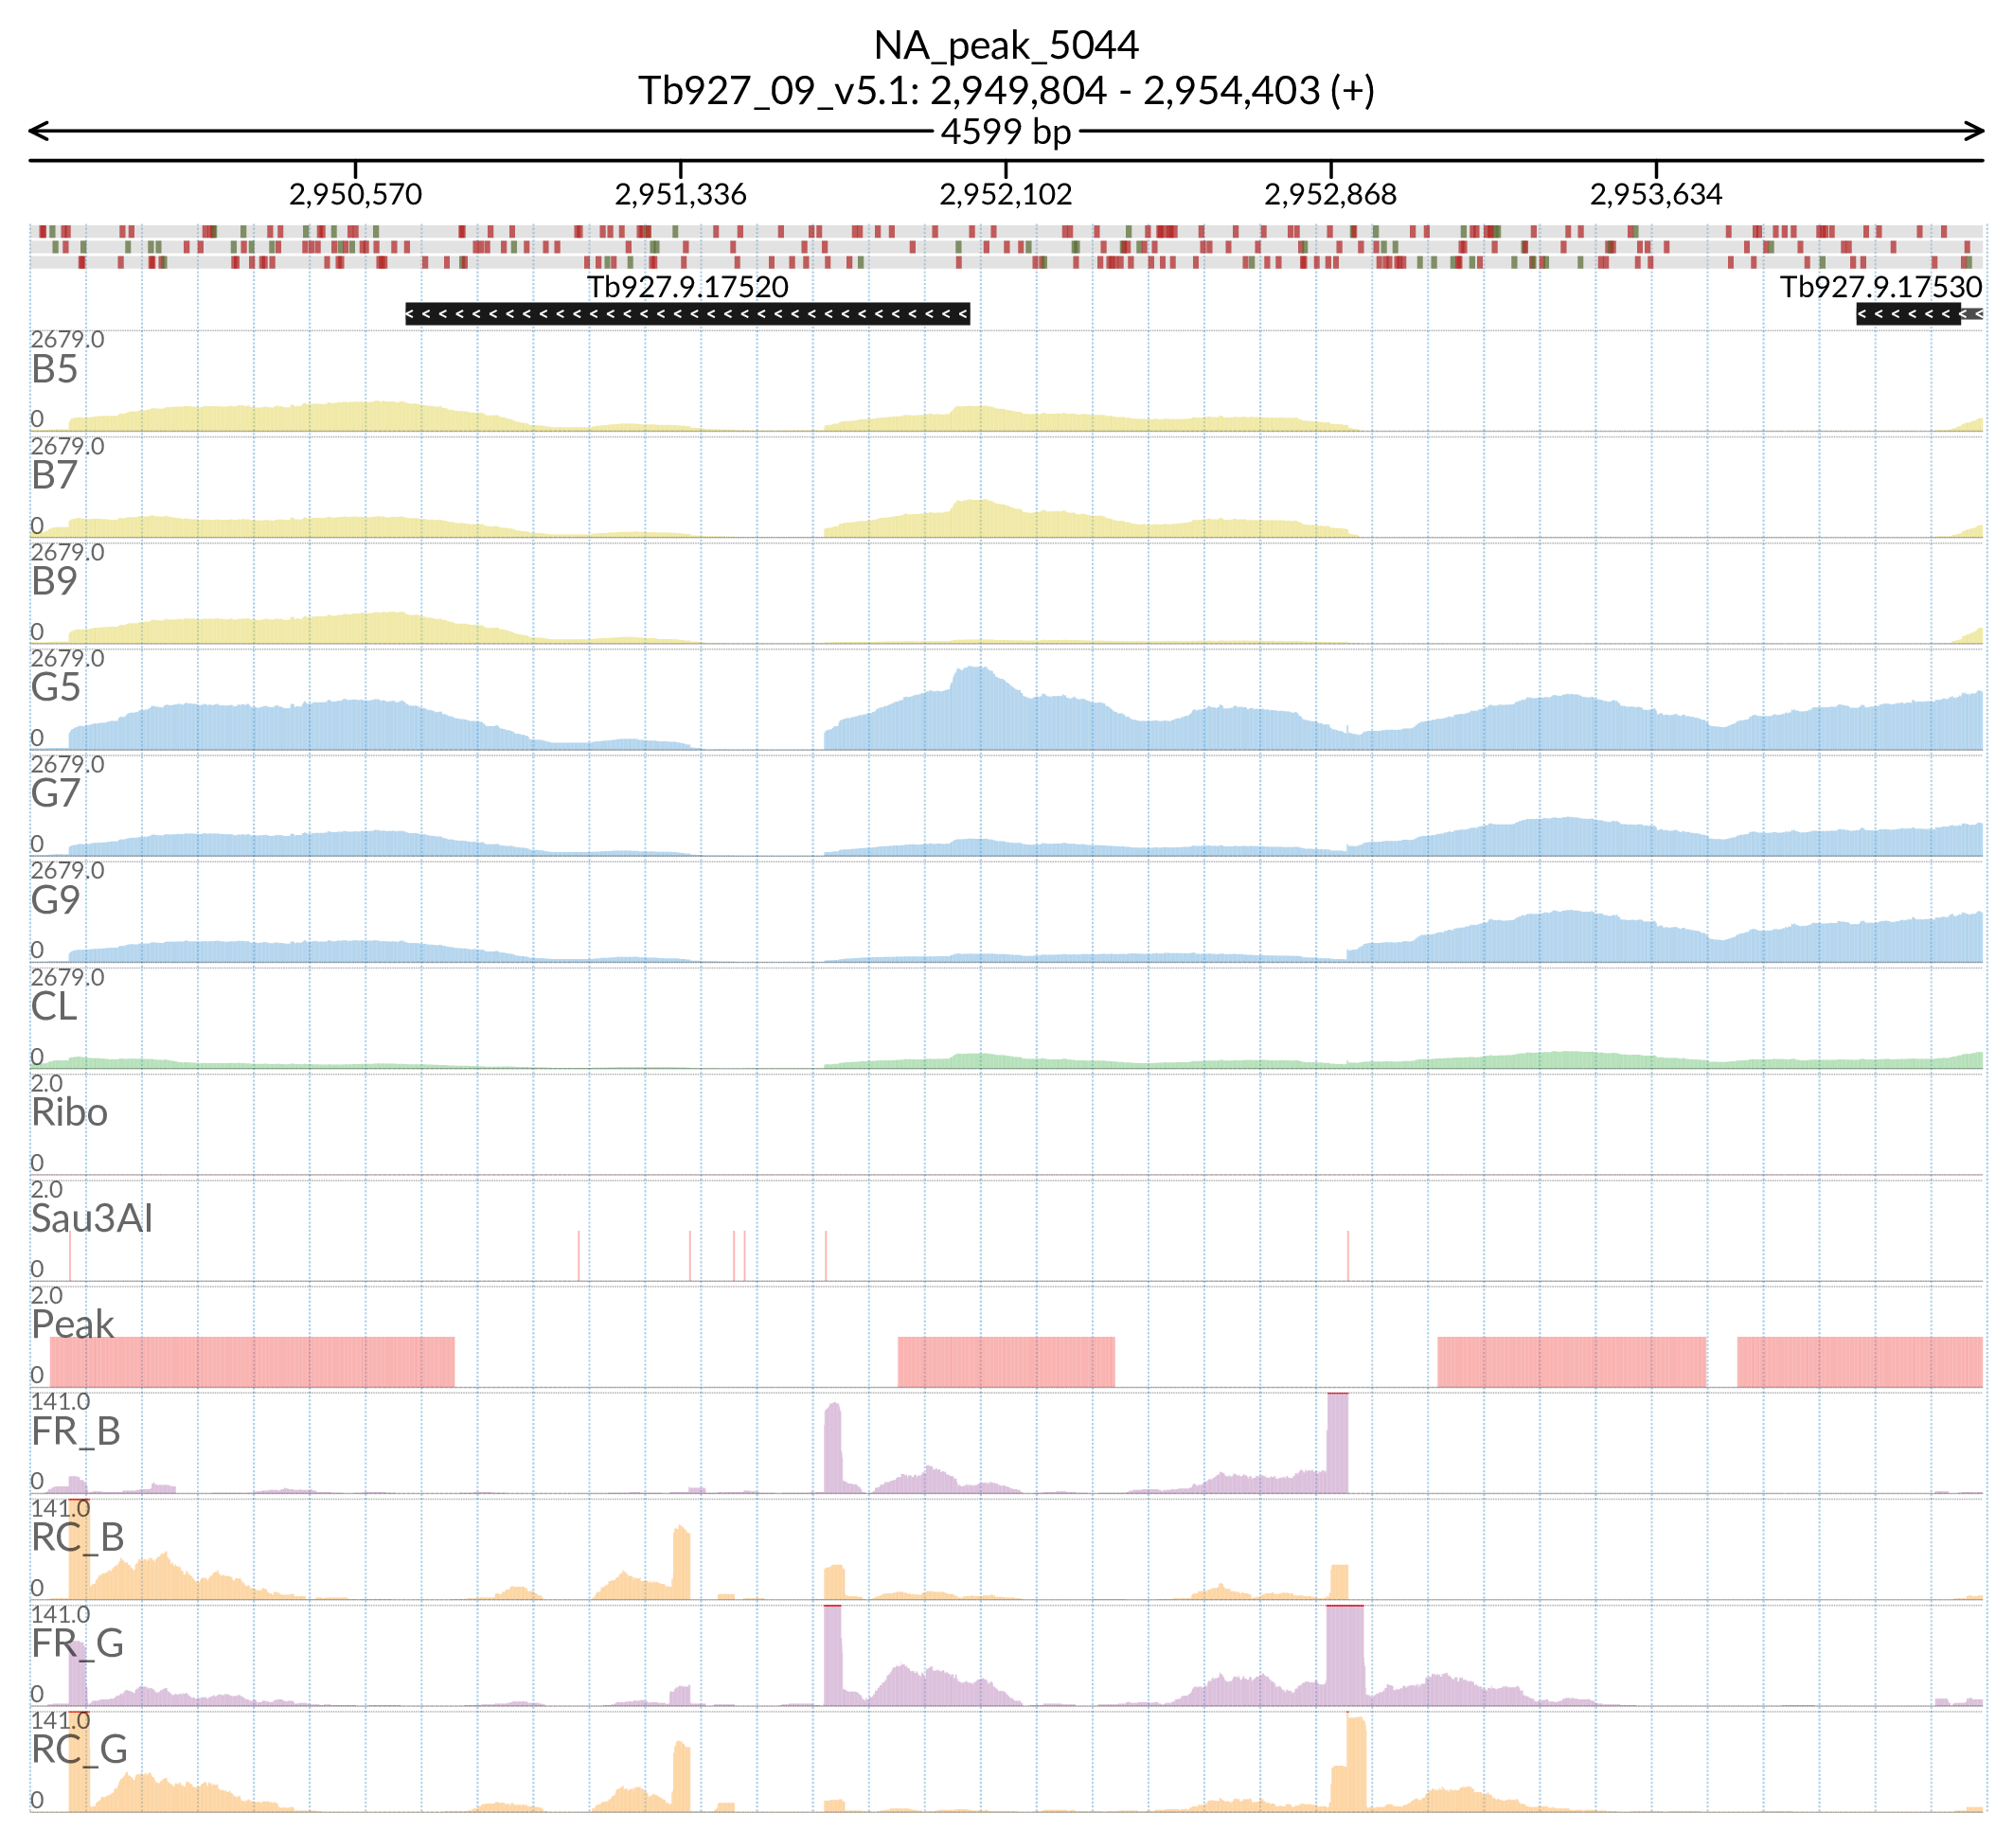 NA_peak_5044
Tb927_09_v5.1: 2,949,804 - 2,954,403 (+)
4599 bp
2,950,570 2,951,336 2,952,102 2,952,868 2,953,634
Tb927.9.17520 Tb927.9.17530
2679.0
B5
0
2679.0
B7
0
2679.0
B9
0
2679.0
G5
0
2679.0
G7
0
2679.0
G9
0
2679.0
CL
0
2.0
Ribo
0
2.0
Sau3AI
0
2.0
Peak
0
141.0
FR_B
0
141.0
RC_B
0
141.0
FR_G
0
141.0
RC_G
0